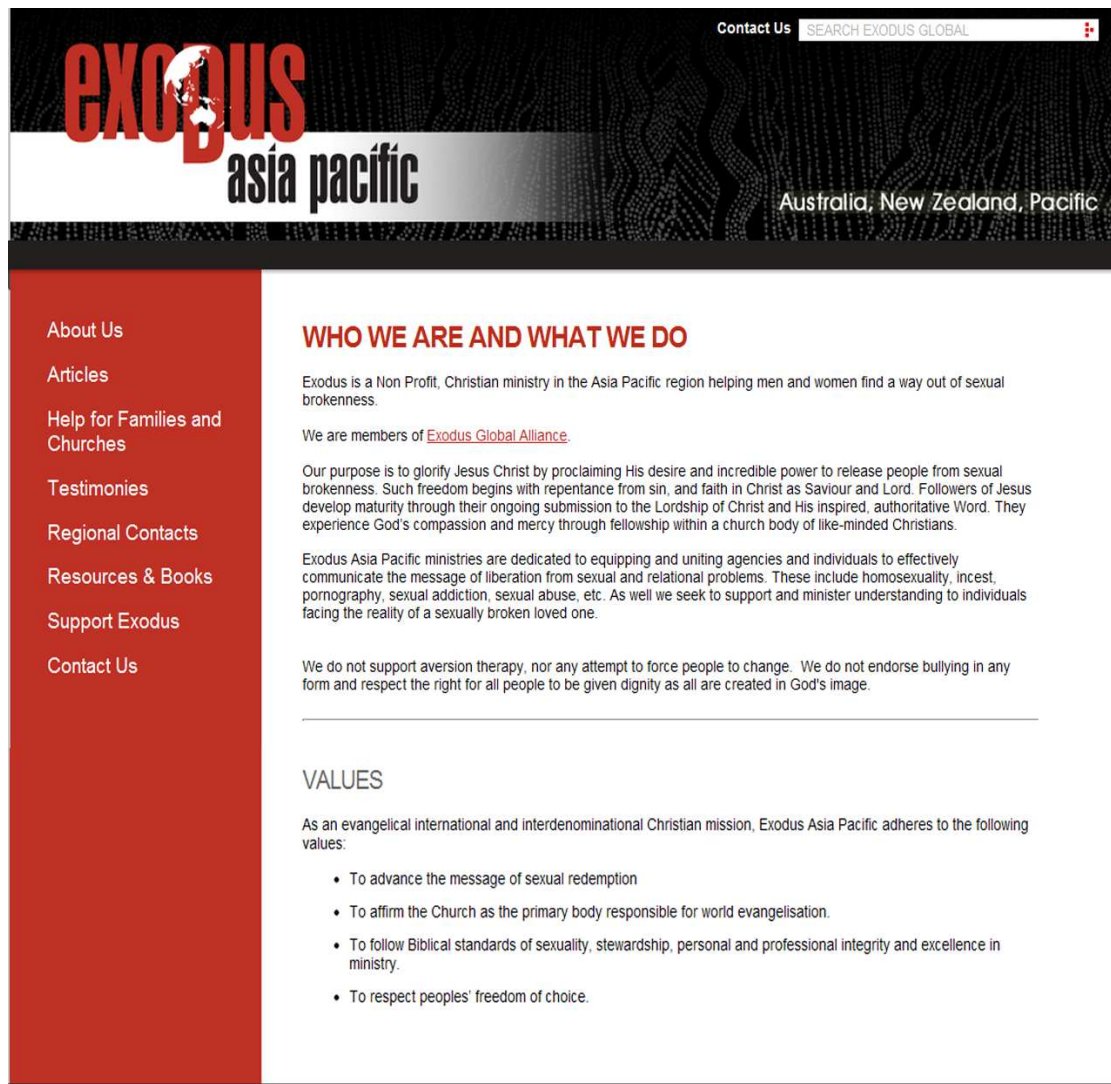 Contact Us SEARCH EXODUS GLOBAL
exodus
asia pacific
Australia, New Zealand, Pacific
About Us
Articles
Help for Families and
Churches
Testimonies
Regional Contacts
Resources & Books
Support Exodus
Contact Us
WHO WE ARE AND WHAT WE DO
Exodus is a Non Profit, Christian ministry in the Asia Pacific region helping men and women find a way out of sexual
brokenness.
We are members of Exodus Global Alliance.
Our purpose is to glorify Jesus Christ by proclaiming His desire and incredible power to release people from sexual
brokenness. Such freedom begins with repentance from sin, and faith in Christ as Saviour and Lord. Followers of Jesus
develop maturity through their ongoing submission to the Lordship of Christ and His inspired, authoritative Word. They
experience God's compassion and mercy through fellowship within a church body of like-minded Christians.
Exodus Asia Pacific ministries are dedicated to equipping and uniting agencies and individuals to effectively
communicate the message of liberation from sexual and relational problems. These include homosexuality, incest,
pornography, sexual addiction, sexual abuse, etc. As well we seek to support and minister understanding to individuals
facing the reality of a sexually broken loved one.
We do not support aversion therapy, nor any attempt to force people to change. We do not endorse bullying in any
form and respect the right for all people to be given dignity as all are created in God's image.
VALUES
As an evangelical international and interdenominational Christian mission, Exodus Asia Pacific adheres to the following
values:
• To advance the message of sexual redemption
• To affirm the Church as the primary body responsible for world evangelisation.
• To follow Biblical standards of sexuality, stewardship, personal and professional integrity and excellence in
ministry.
• To respect peoples' freedom of choice.